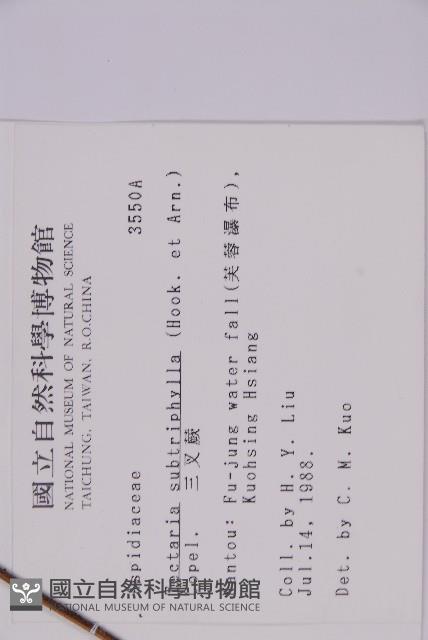 國立自然科學博物館
NATIONAL MUSEUM OF NATURAL SCIENCE
TAICHUNG, TAIWAN, R.O.CHINA
spidiaceae 3550A
ectaria subtriphylla (Hook. et Arn.)
opel. 三叉蕨
antou: Fu-jung water fall(芙蓉瀑布),
Kuohsing Hsiang
Coll. by H. Y. Liu
Jul.14, 1988.
Det. by C. M. Kuo
國立自然科學博物館
NATIONAL MUSEUM OF NATURAL SCIENCE